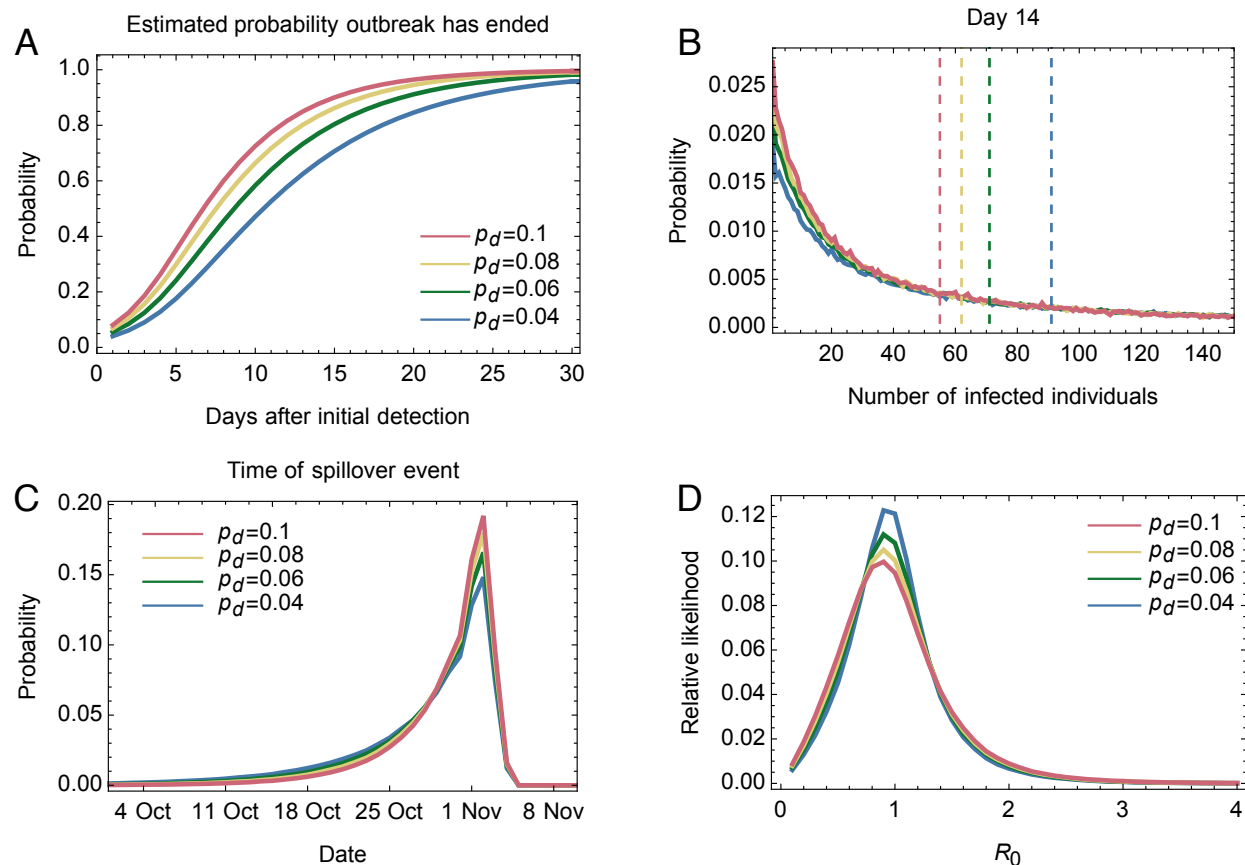 A
Estimated probability outbreak has ended
Probability
1.0
0.8
0.6
0.4
0.2
0.0
p_d=0.1
p_d=0.08
p_d=0.06
p_d=0.04
0 5 10 15 20 25 30
Days after initial detection
B
Day 14
Probability
0.025
0.020
0.015
0.010
0.005
0.000
20 40 60 80 100 120 140
Number of infected individuals
C
Time of spillover event
Probability
0.20
0.15
0.10
0.05
0.00
p_d=0.1
p_d=0.08
p_d=0.06
p_d=0.04
4 Oct 11 Oct 18 Oct 25 Oct 1 Nov 8 Nov
Date
D
Relative likelihood
0.12
0.10
0.08
0.06
0.04
0.02
0.00
p_d=0.1
p_d=0.08
p_d=0.06
p_d=0.04
0 1 2 3 4
R_0